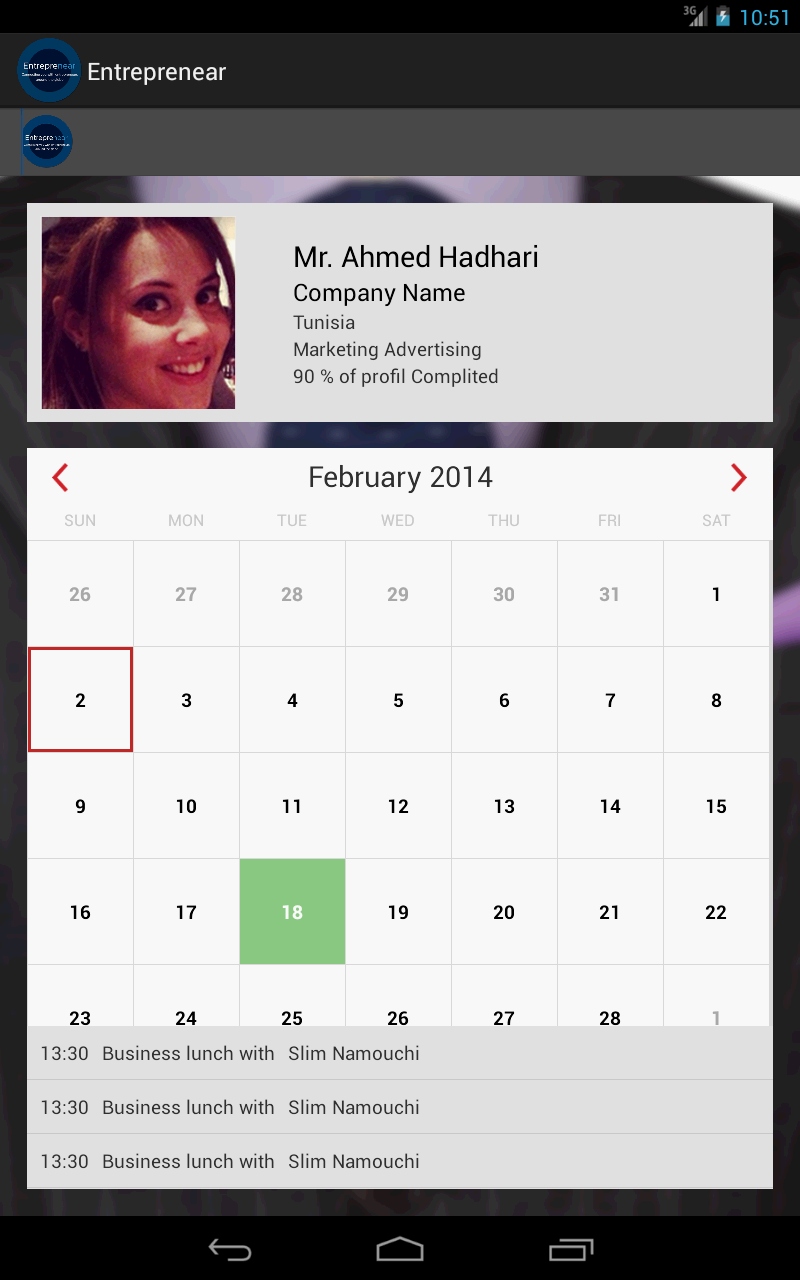 3G 10:51
Entreprenear
Entreprenear
Entreprenear
Mr. Ahmed Hadhari
Company Name
Tunisia
Marketing Advertising
90 % of profil Complited
February 2014
SUN MON TUE WED THU FRI SAT
26 27 28 29 30 31 1
2 3 4 5 6 7 8
9 10 11 12 13 14 15
16 17 18 19 20 21 22
23 24 25 26 27 28 1
13:30 Business lunch with Slim Namouchi
13:30 Business lunch with Slim Namouchi
13:30 Business lunch with Slim Namouchi